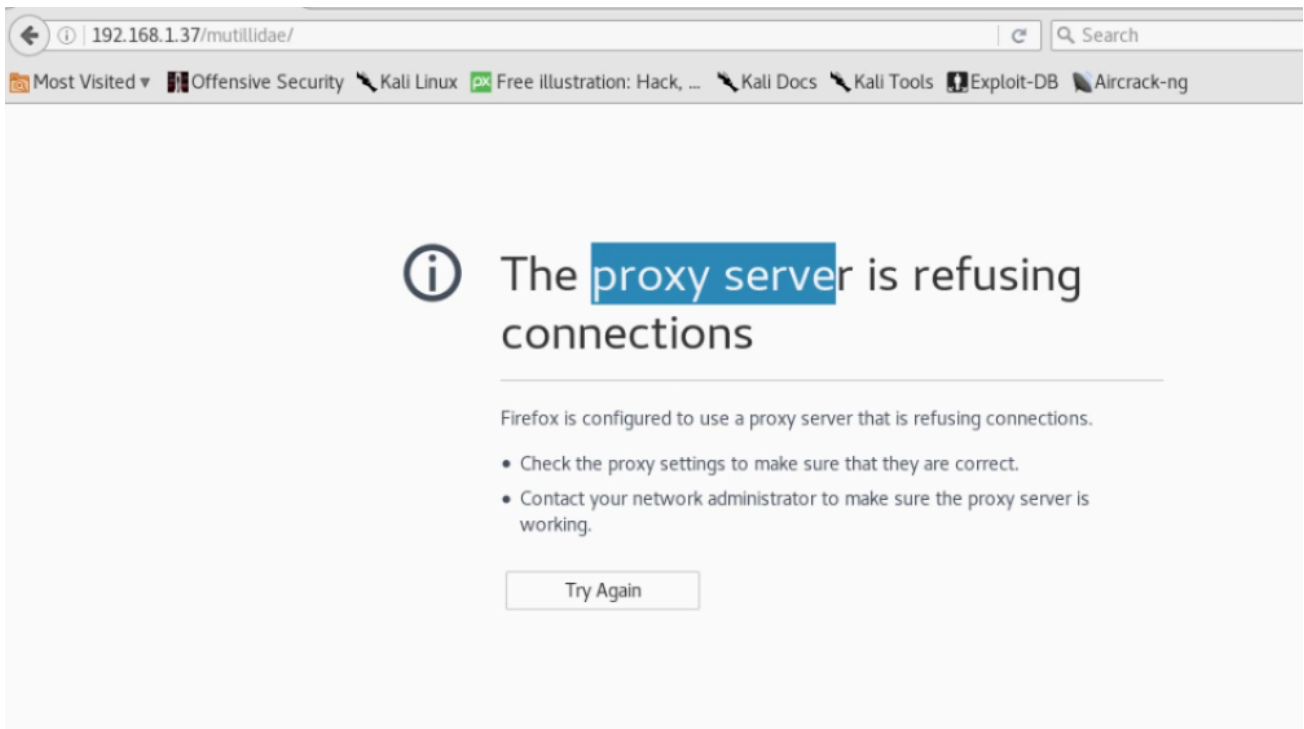 192.168.1.37/mutillidae/ Search
Most Visited Offensive Security Kali Linux px Free illustration: Hack, ... Kali Docs Kali Tools Exploit-DB Aircrack-ng
The proxy server is refusing
connections
Firefox is configured to use a proxy server that is refusing connections.
• Check the proxy settings to make sure that they are correct.
• Contact your network administrator to make sure the proxy server is
working.
Try Again